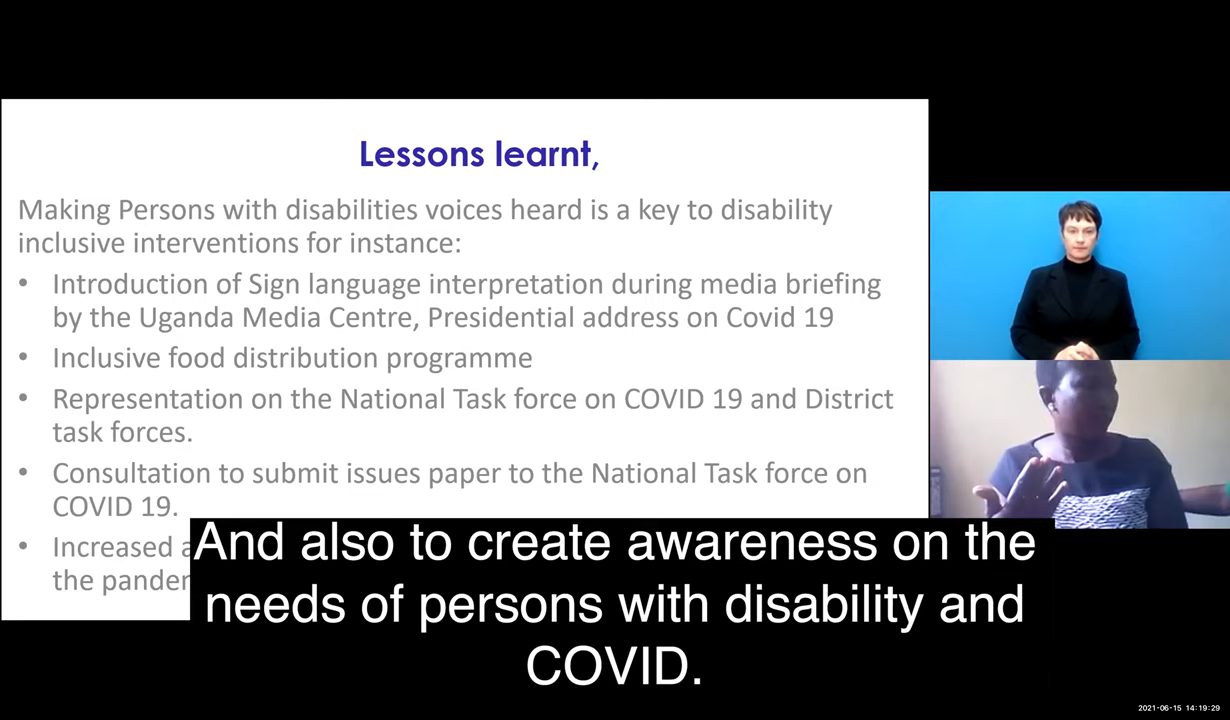 Lessons learnt,
Making Persons with disabilities voices heard is a key to disability
inclusive interventions for instance:
• Introduction of Sign language interpretation during media briefing
by the Uganda Media Centre, Presidential address on Covid 19
• Inclusive food distribution programme
• Representation on the National Task force on COVID 19 and District
task forces.
• Consultation to submit issues paper to the National Task force on
COVID 19.
• Increased
the
And also to create awareness on the
needs of persons with disability and
COVID.
2021-06-15 14:19:29